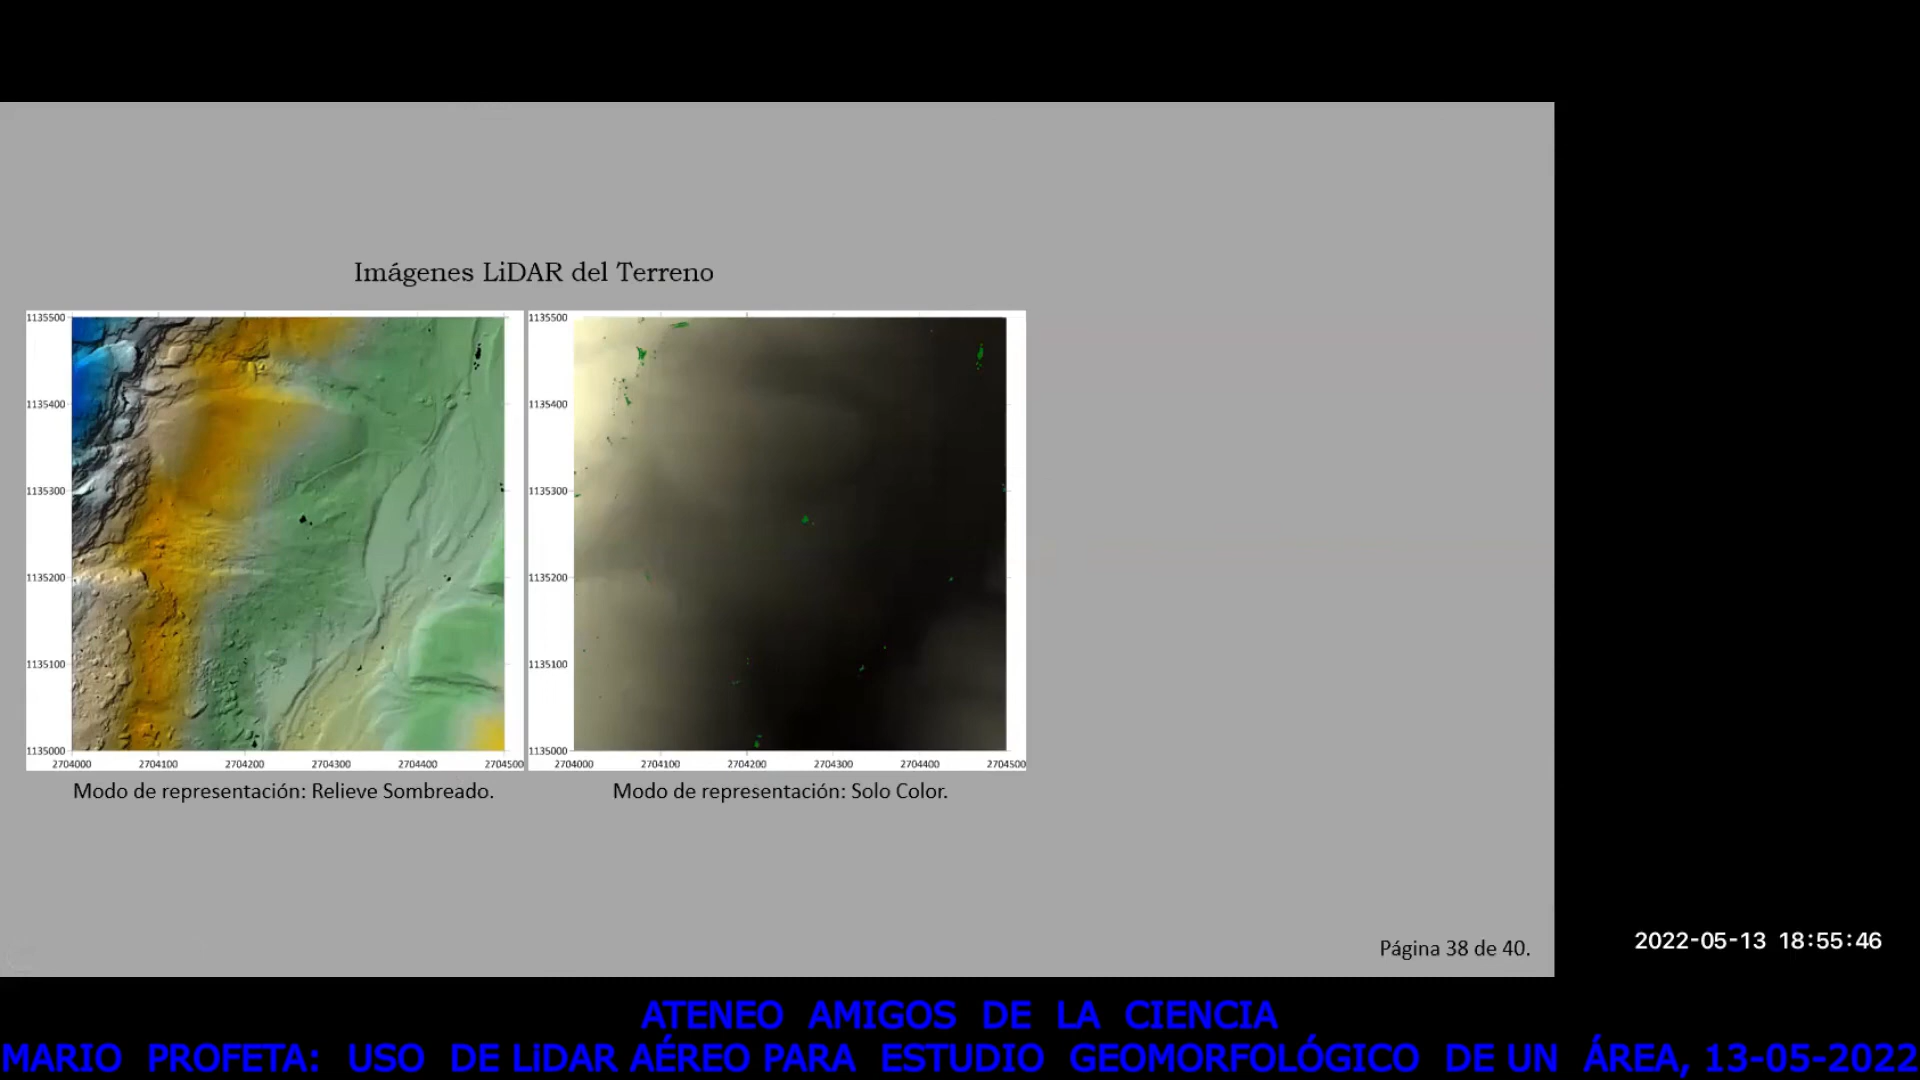 Imágenes LiDAR del Terreno
1135500
1135400
1135300
1135200
1135100
1135000
2704000 2704100 2704200 2704300 2704400 2704500
1135500
1135400
1135300
1135200
1135100
1135000
2704000 2704100 2704200 2704300 2704400 2704500
Modo de representación: Relieve Sombreado.
Modo de representación: Solo Color.
Página 38 de 40.
2022-05-13 18:55:46
ATENEO AMIGOS DE LA CIENCIA
MARIO PROFETA: USO DE LiDAR AÉREO PARA ESTUDIO GEOMORFOLÓGICO DE UN ÁREA, 13-05-2022